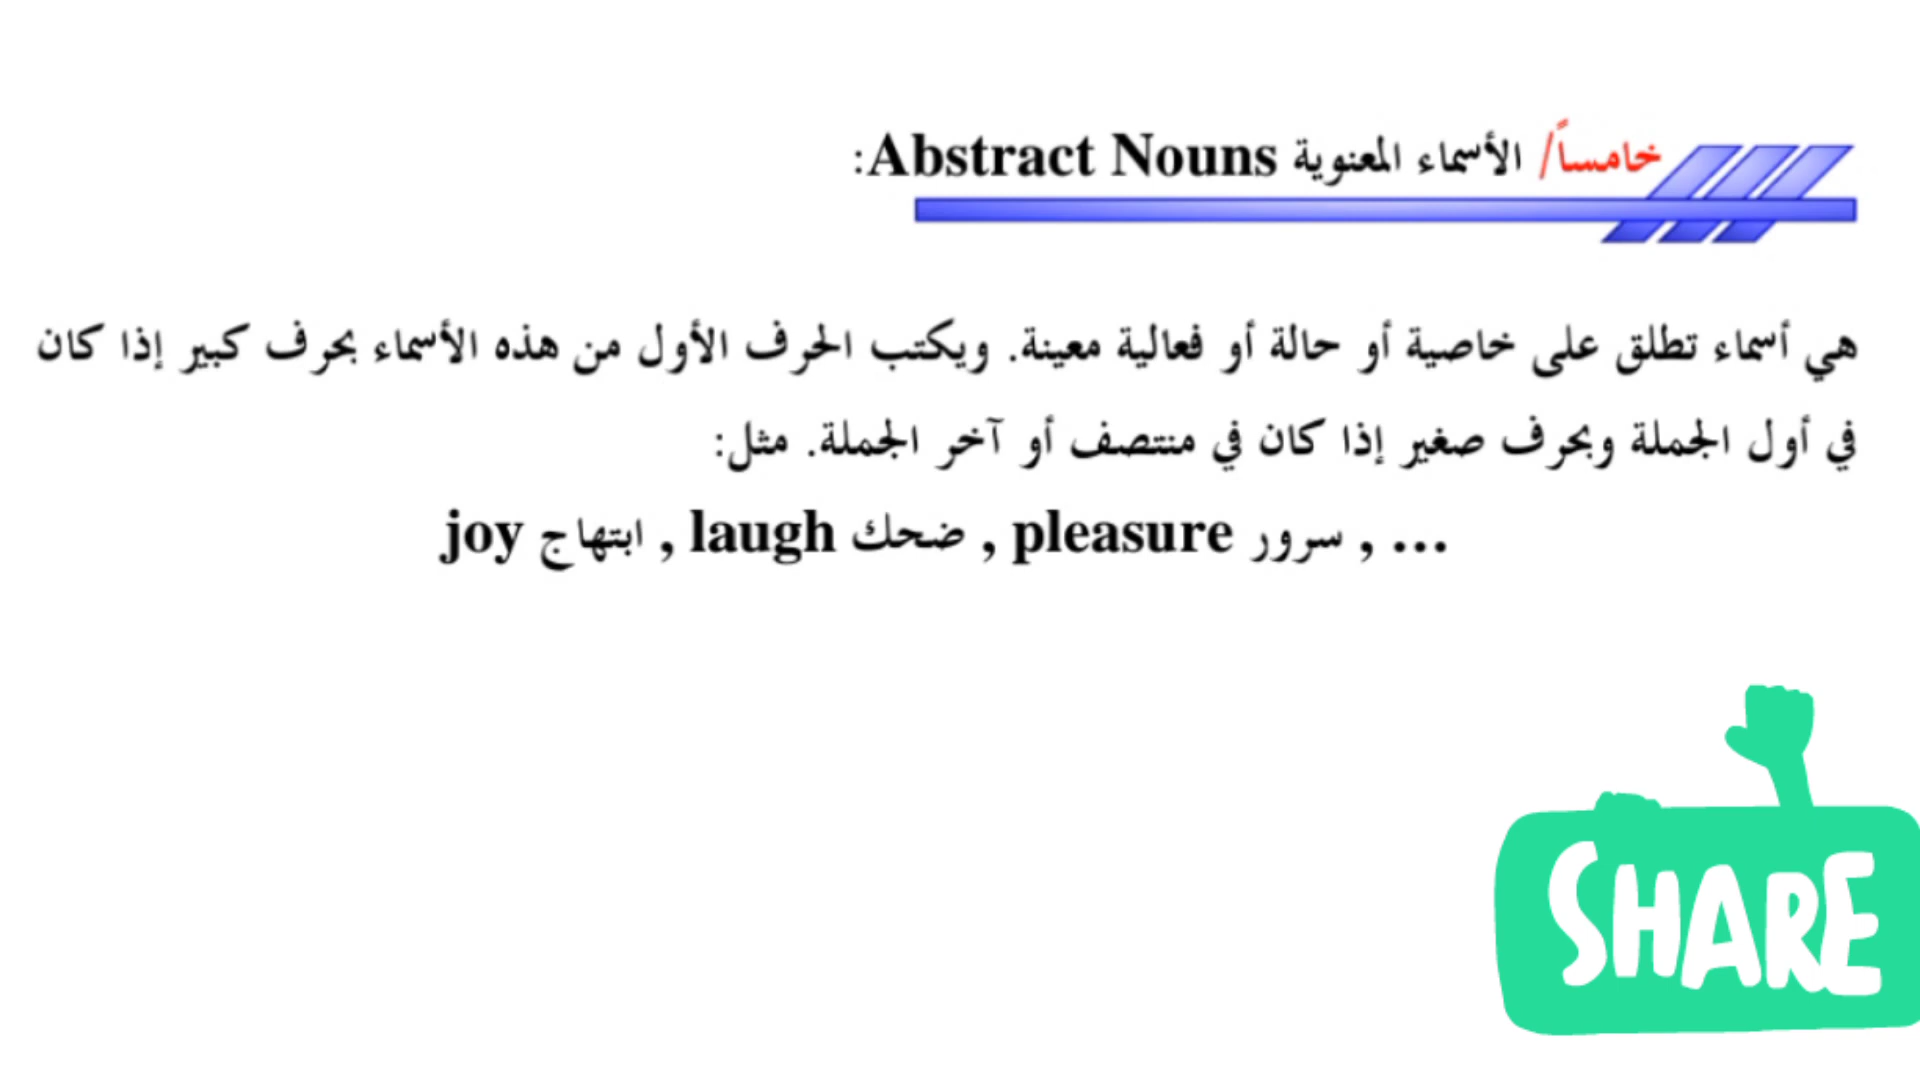 خامساً/ الأسماء المعنوية Abstract Nouns:
هي أسماء تطلق على خاصية أو حالة أو فعالية معينة. ويكتب الحرف الأول من هذه الأسماء بحرف كبير إذا كان
في أول الجملة وبحرف صغير إذا كان في منتصف أو آخر الجملة. مثل:
joy ابتهاج , laugh ضحك , pleasure سرور , ...
SHARE